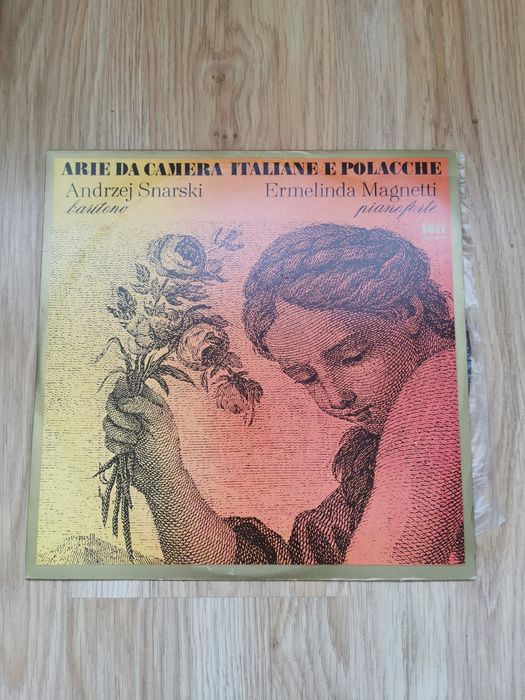 ARIE DA CAMERA ITALIANE E POLACCHE
Andrzej Snarski Ermelinda Magnetti
baritono pianoforte